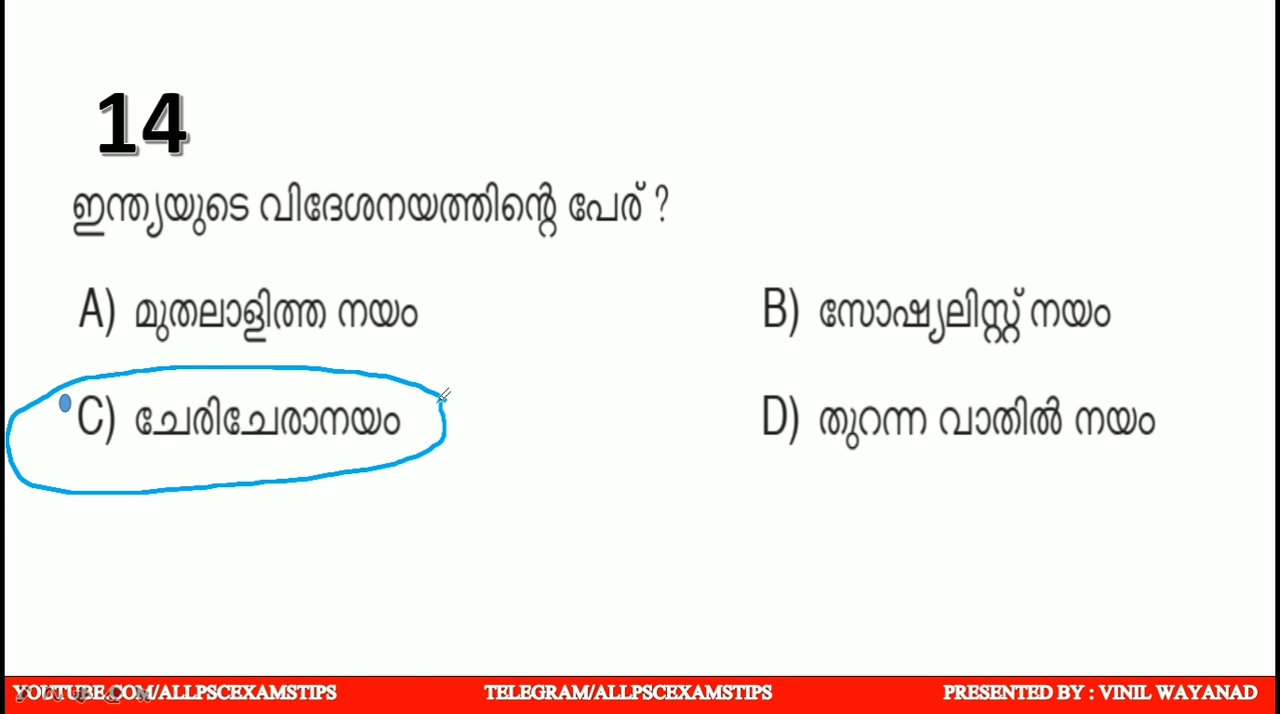 14
ഇന്ത്യയുടെ വിദേശനയത്തിന്റെ പേര് ?
A) മുതലാളിത്ത നയം
B) സോഷ്യലിസ്റ്റ് നയം
C) ചേരിചേരാനയം
D) തുറന്ന വാതിൽ നയം
YOUTUBE.COM/ALLPSCEXAMSTIPS TELEGRAM/ALLPSCEXAMSTIPS PRESENTED BY : VINIL WAYANAD